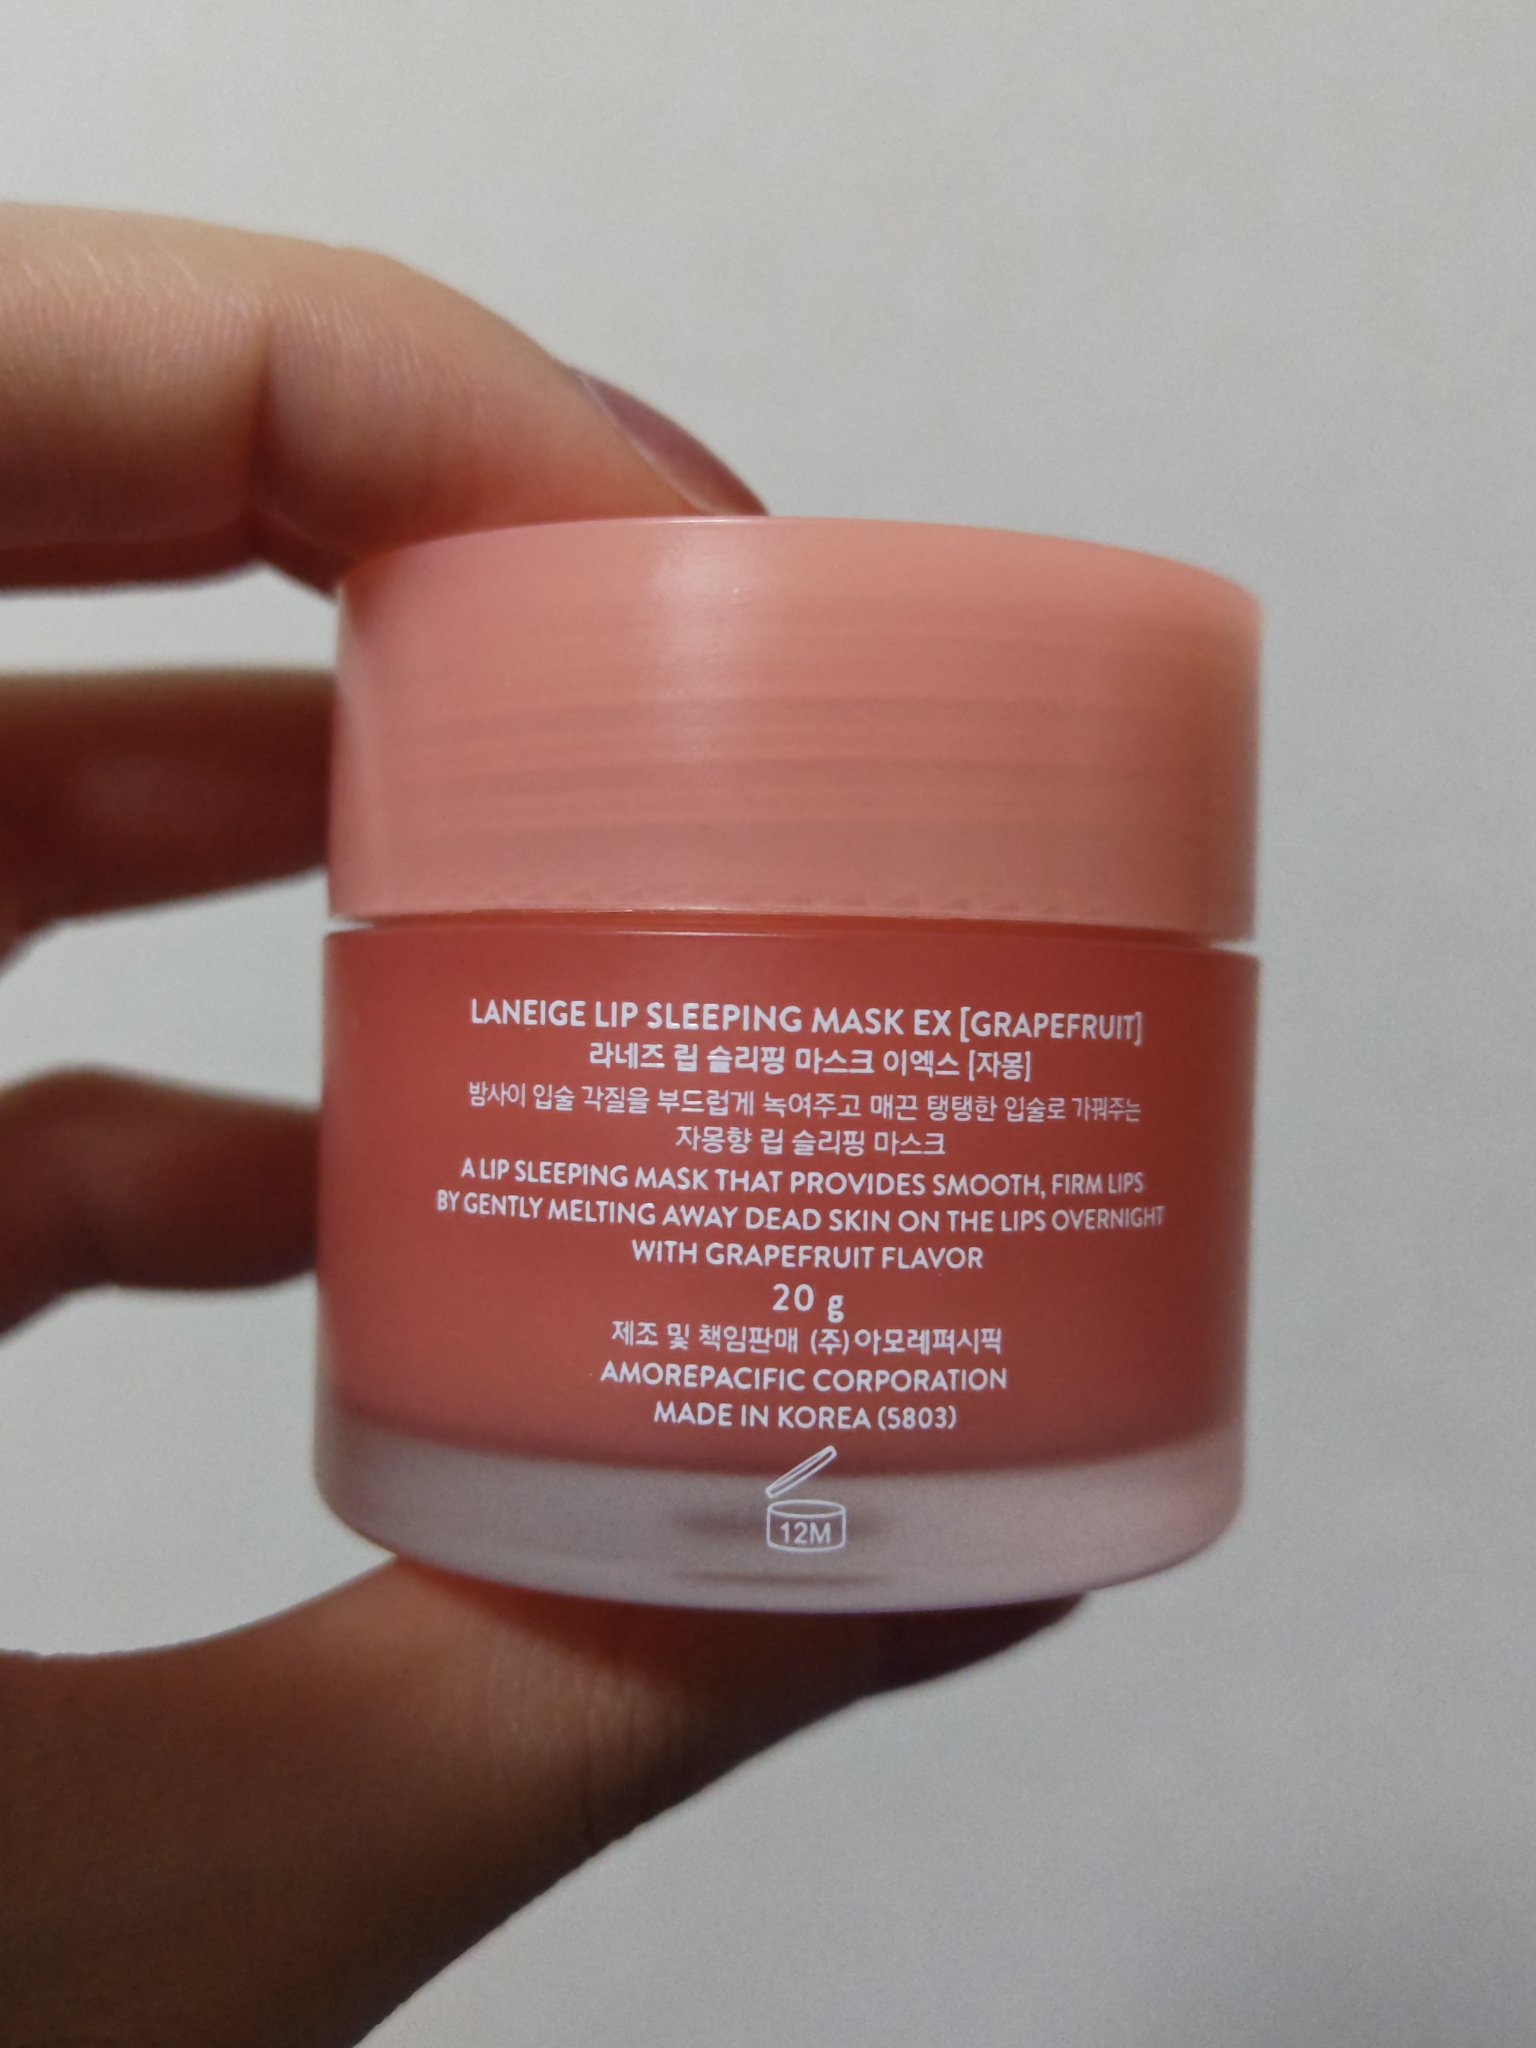 LANEIGE LIP SLEEPING MASK EX [GRAPEFRUIT]
라네즈 립 슬리핑 마스크 이엑스 [자몽]
밤사이 입술 각질을 부드럽게 녹여주고 매끈 탱탱한 입술로 가꿔주는
자몽향 립 슬리핑 마스크
A LIP SLEEPING MASK THAT PROVIDES SMOOTH, FIRM LIPS
BY GENTLY MELTING AWAY DEAD SKIN ON THE LIPS OVERNIGHT
WITH GRAPEFRUIT FLAVOR
20 g
제조 및 책임판매 (주)아모레퍼시픽
AMOREPACIFIC CORPORATION
MADE IN KOREA (5803)
12M